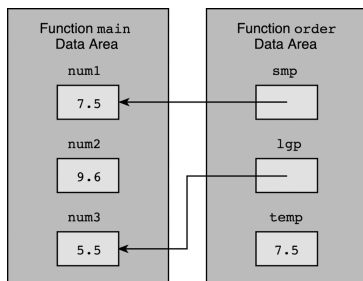 Function main
Data Area
num1
7.5
num2
9.6
num3
5.5
Function order
Data Area
smp
lgp
temp
7.5